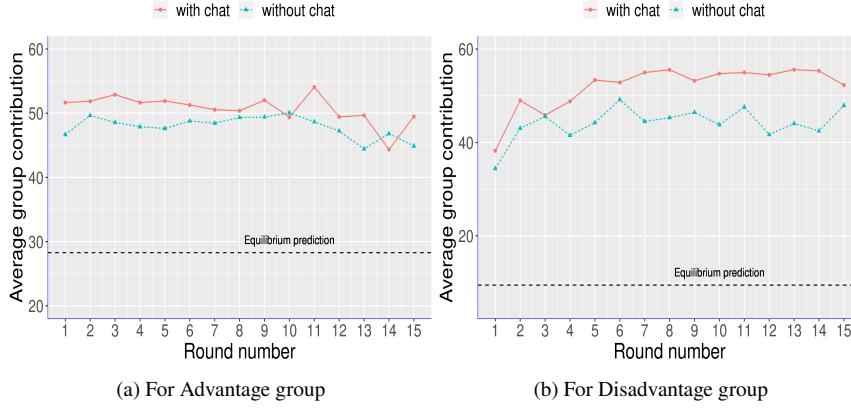 with chat without chat
Average group contribution
60
50
40
30
20
Equilibrium prediction
1 2 3 4 5 6 7 8 9 10 11 12 13 14 15
Round number
(a) For Advantage group
with chat without chat
Average group contribution
60
40
20
Equilibrium prediction
1 2 3 4 5 6 7 8 9 10 11 12 13 14 15
Round number
(b) For Disadvantage group